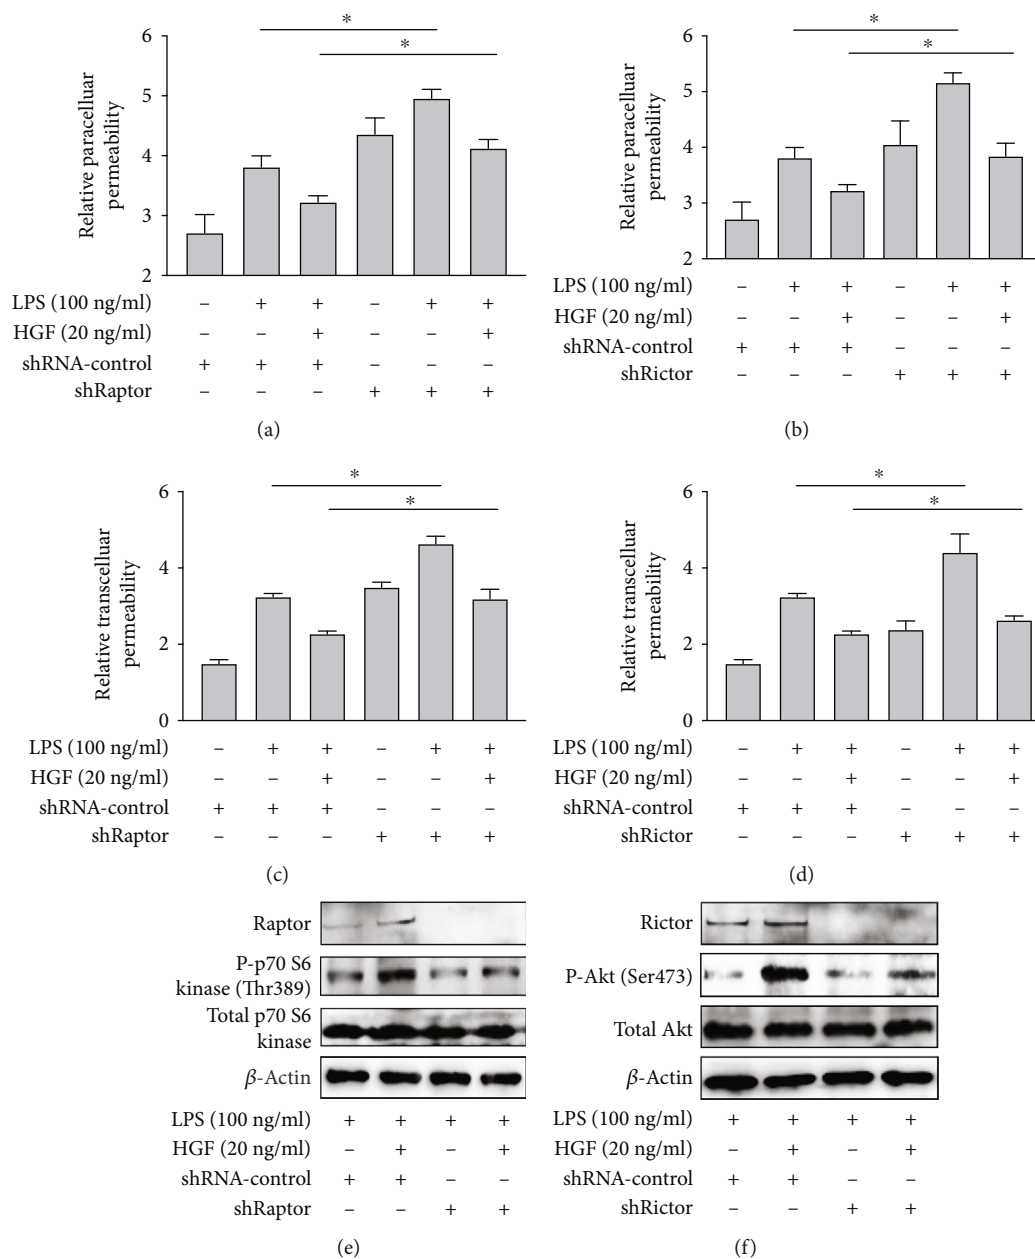 *
*
6
5
4
3
2
Relative paracelluar
permeability
LPS (100 ng/ml) – + + – + +
HGF (20 ng/ml) – – + – – +
shRNA-control + + + – – –
shRaptor – – – + + +
(a)
*
*
6
5
4
3
2
Relative paracelluar
permeability
LPS (100 ng/ml) – + + – + +
HGF (20 ng/ml) – – + – – +
shRNA-control + + + – – –
shRictor – – – + + +
(b)
*
*
6
4
2
0
Relative transcelluar
permeability
LPS (100 ng/ml) – + + – + +
HGF (20 ng/ml) – – + – – +
shRNA-control + + + – – –
shRaptor – – – + + +
(c)
*
*
6
4
2
0
Relative transcelluar
permeability
LPS (100 ng/ml) – + + – + +
HGF (20 ng/ml) – – + – – +
shRNA-control + + + – – –
shRictor – – – + + +
(d)
Raptor
P-p70 S6
kinase (Thr389)
Total p70 S6
kinase
β-Actin
LPS (100 ng/ml) + + + +
HGF (20 ng/ml) – + – +
shRNA-control + + – –
shRaptor – – + +
(e)
Rictor
P-Akt (Ser473)
Total Akt
β-Actin
LPS (100 ng/ml) + + + +
HGF (20 ng/ml) – + – +
shRNA-control + + – –
shRictor – – + +
(f)